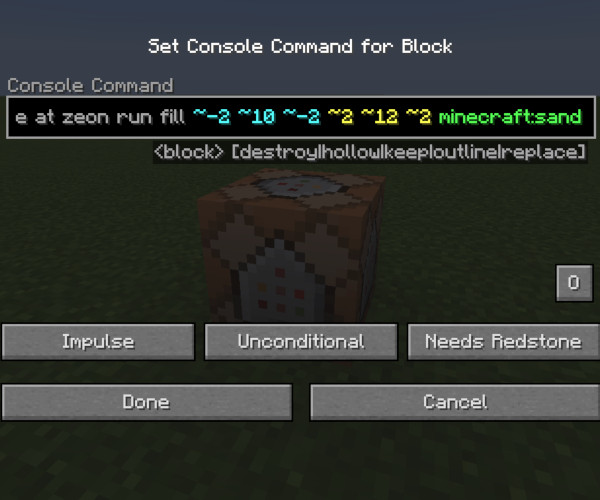 Set Console Command for Block
Console Command
e at zeon run fill ~-2 ~10 ~-2 ~2 ~12 ~2 minecraft:sand
<block> [destroy|hollow|keep|outline|replace]
O
Impulse Unconditional Needs Redstone
Done Cancel